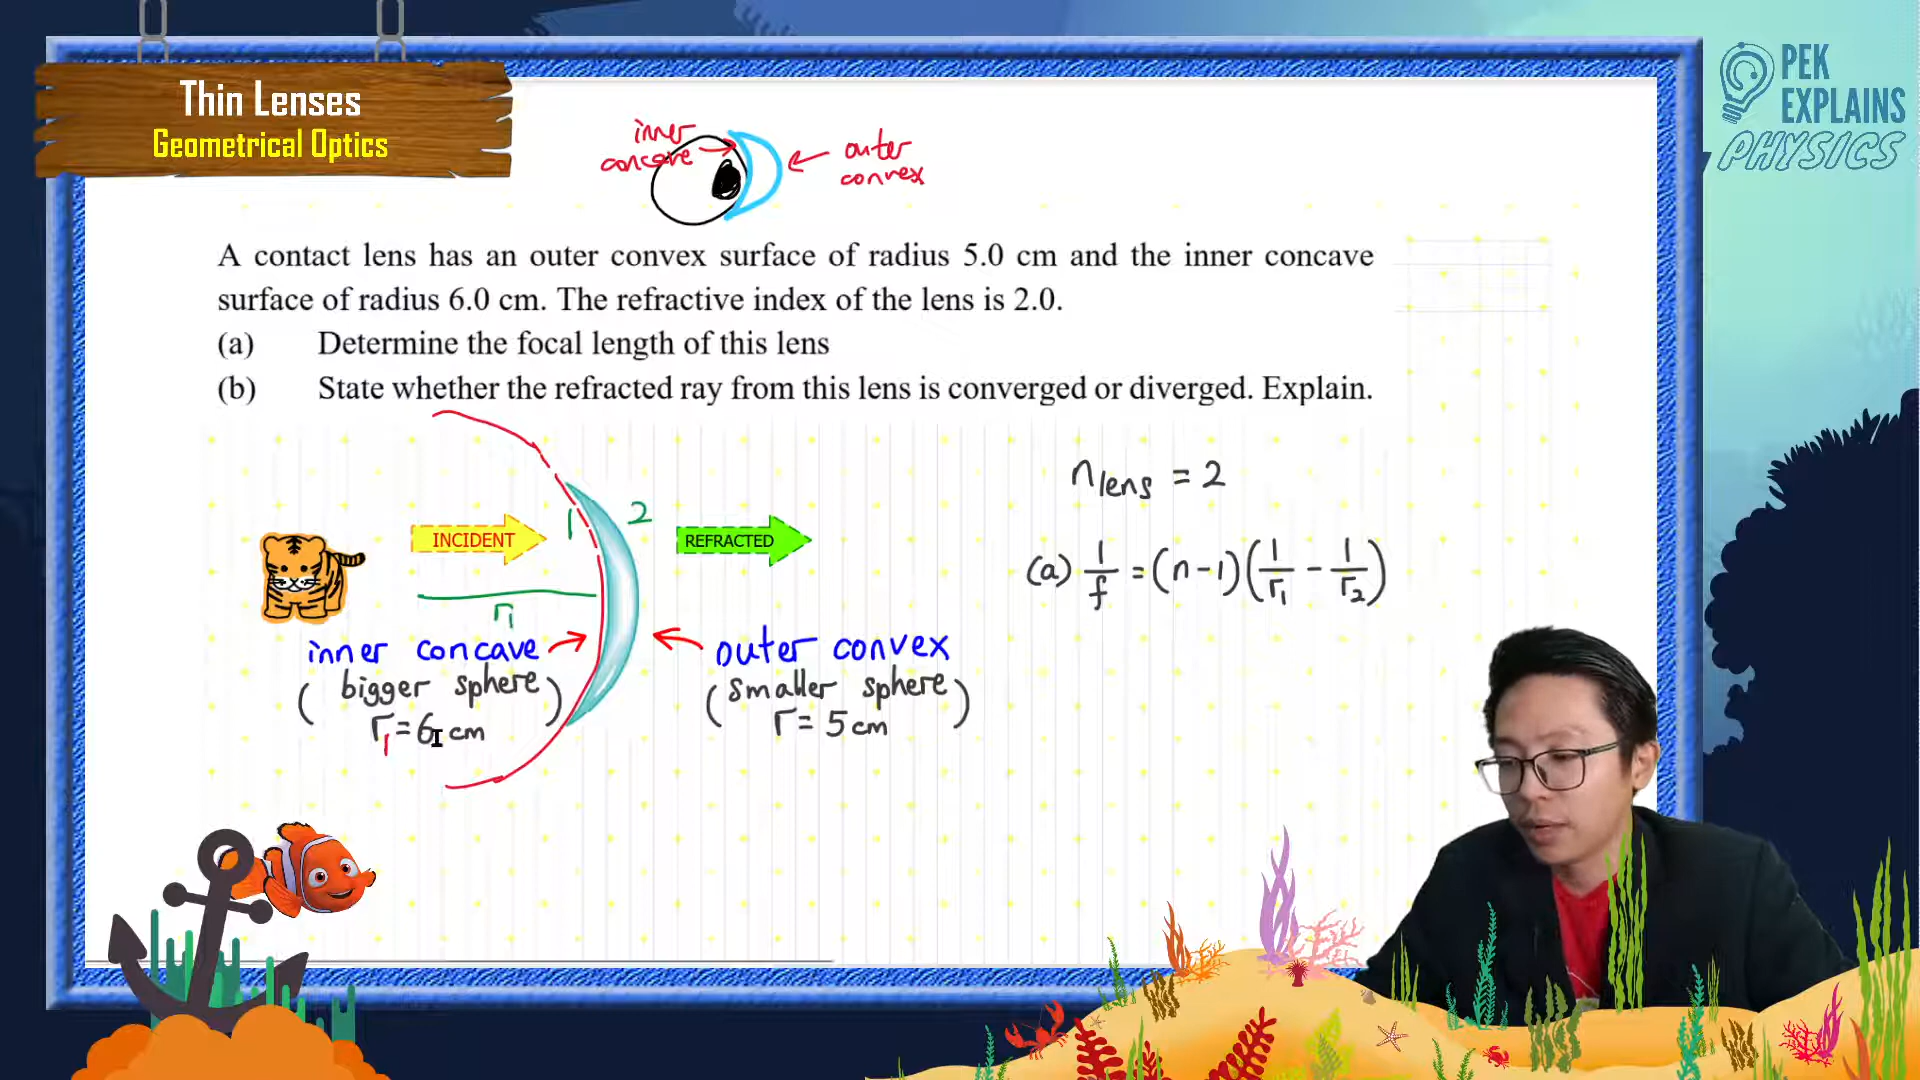 Thin Lenses
Geometrical Optics
PEK
EXPLAINS
PHYSICS
inner
concave
outer
convex
A contact lens has an outer convex surface of radius 5.0 cm and the inner concave
surface of radius 6.0 cm. The refractive index of the lens is 2.0.
(a) Determine the focal length of this lens
(b) State whether the refracted ray from this lens is converged or diverged. Explain.
n_lens = 2
1 2
INCIDENT
REFRACTED
(a) 1/f = (n-1)(1/r₁ - 1/r₂)
r₁
inner concave
(bigger sphere)
r₁ = 6 cm
outer convex
(smaller sphere)
r = 5 cm